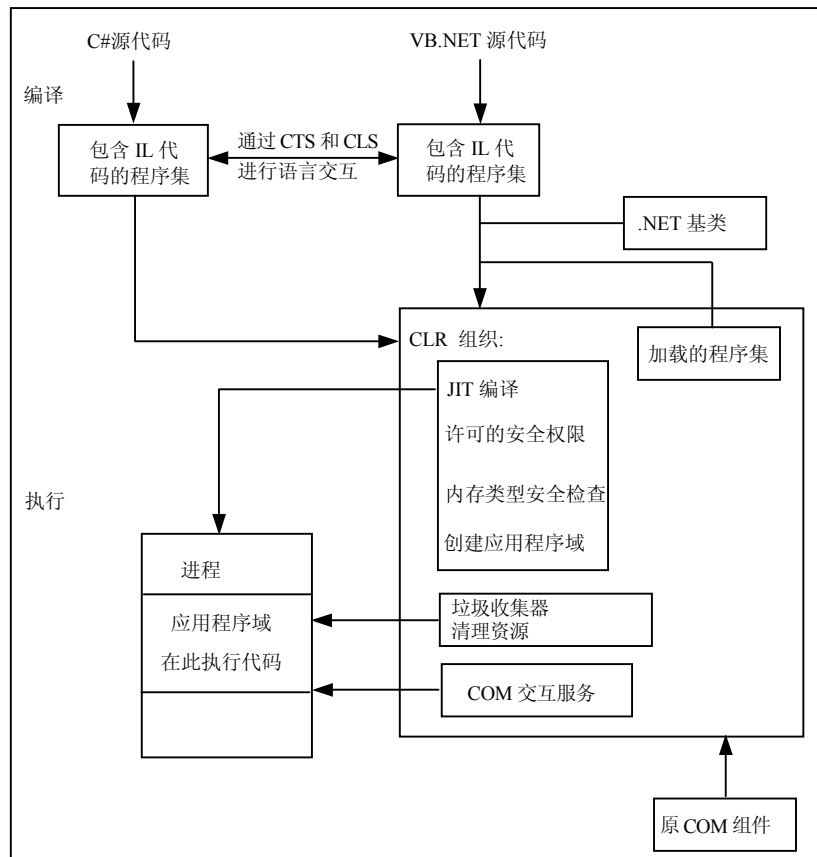 C#源代码
VB.NET 源代码
编译
包含 IL 代
码的程序集
通过 CTS 和 CLS
进行语言交互
包含 IL 代
码的程序集
.NET 基类
CLR 组织:
加载的程序集
JIT 编译
许可的安全权限
内存类型安全检查
创建应用程序域
执行
进程
应用程序域
在此执行代码
垃圾收集器
清理资源
COM 交互服务
原 COM 组件